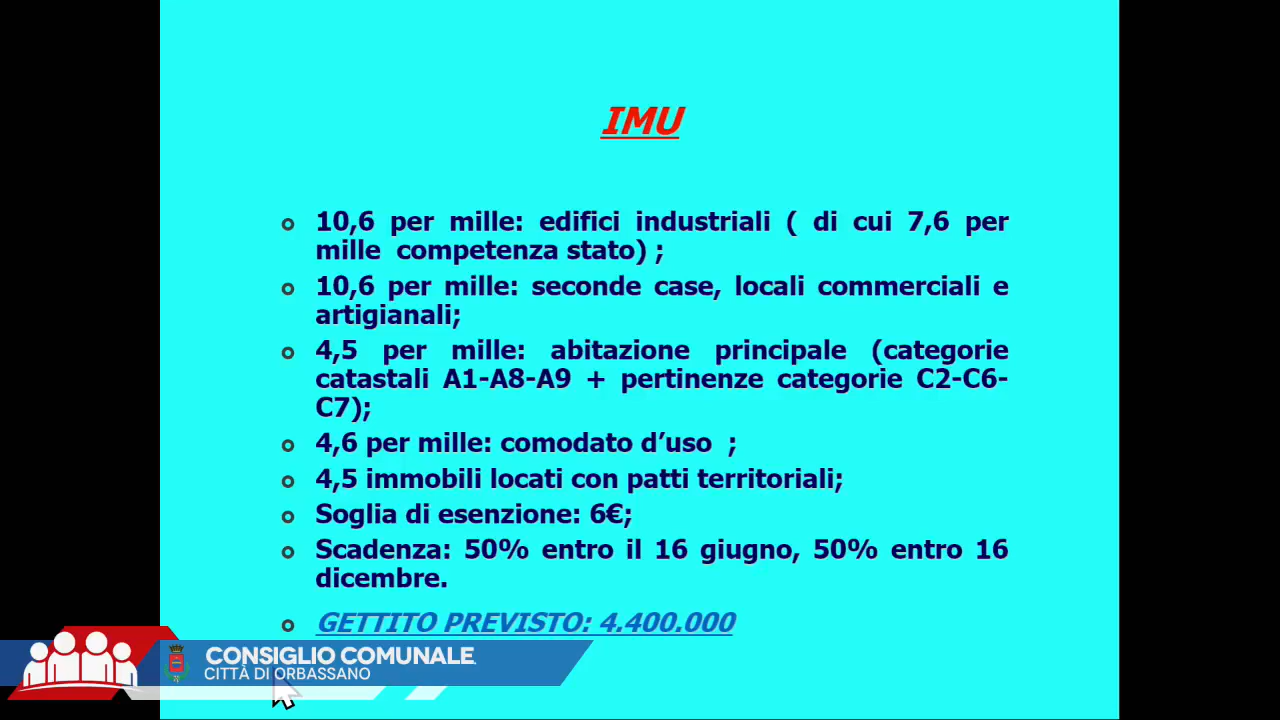 IMU
10,6 per mille: edifici industriali ( di cui 7,6 per
mille competenza stato) ;
10,6 per mille: seconde case, locali commerciali e
artigianali;
4,5 per mille: abitazione principale (categorie
catastali A1-A8-A9 + pertinenze categorie C2-C6-
C7);
4,6 per mille: comodato d’uso ;
4,5 immobili locati con patti territoriali;
Soglia di esenzione: 6€;
Scadenza: 50% entro il 16 giugno, 50% entro 16
dicembre.
GETTITO PREVISTO: 4.400.000
CONSIGLIO COMUNALE
CITTÀ DI ORBASSANO